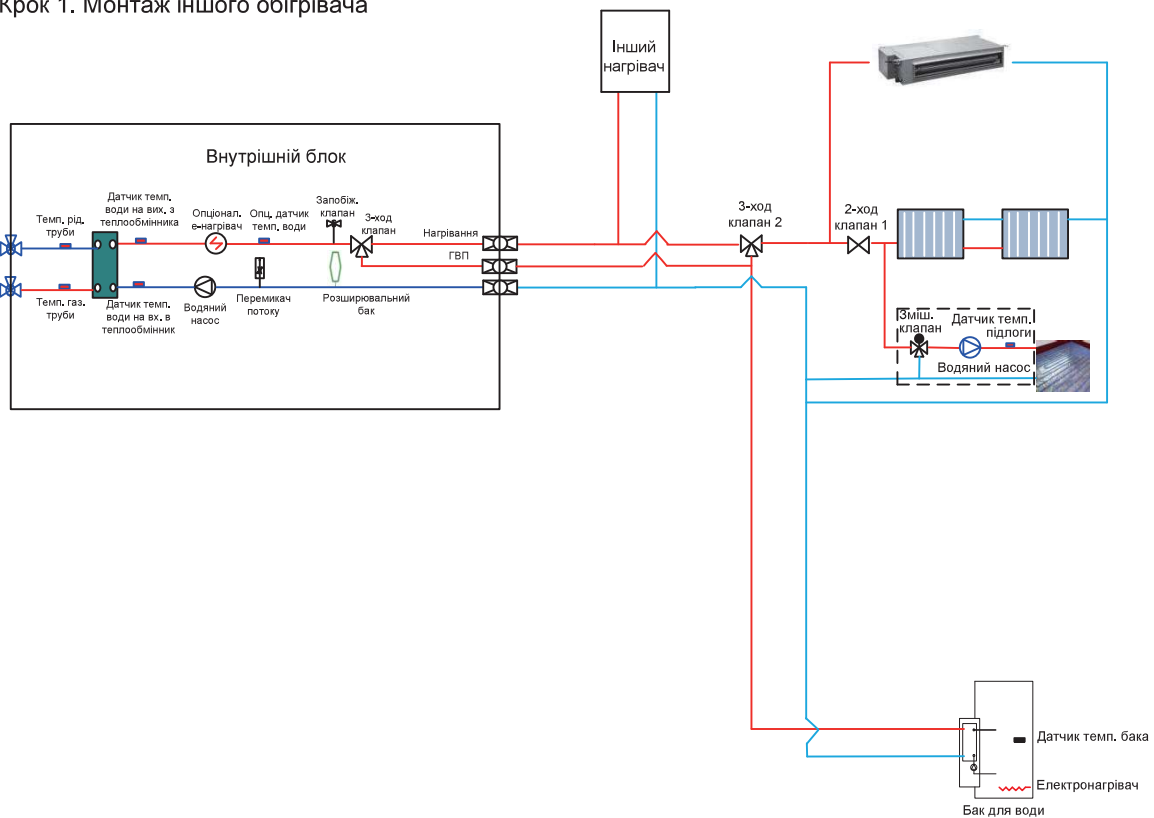 Крок 1. Монтаж іншого обігрівача
Інший
нагрівач
Внутрішній блок
Темп. рід.
труби
Датчик темп.
води на вих. з
теплообмінника
Опціонал.
е-нагрівач
Опц. датчик
темп. води
Запобіж.
клапан
3-ход
клапан
Нагрівання
ГВП
Темп. газ.
труби
Датчик темп.
води на вх. в
теплообмінник
Водяний
насос
Перемикач
потоку
Розширювальний
бак
3-ход
клапан 2
2-ход
клапан 1
Зміш.
клапан
Датчик темп.
підлоги
Водяний насос
Датчик темп. бака
Електронагрівач
Бак для води